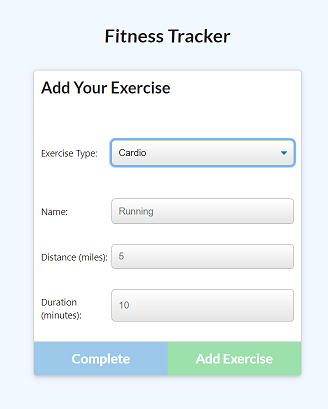 Fitness Tracker
Add Your Exercise
Exercise Type: Cardio
Name: Running
Distance (miles): 5
Duration
(minutes): 10
Complete Add Exercise